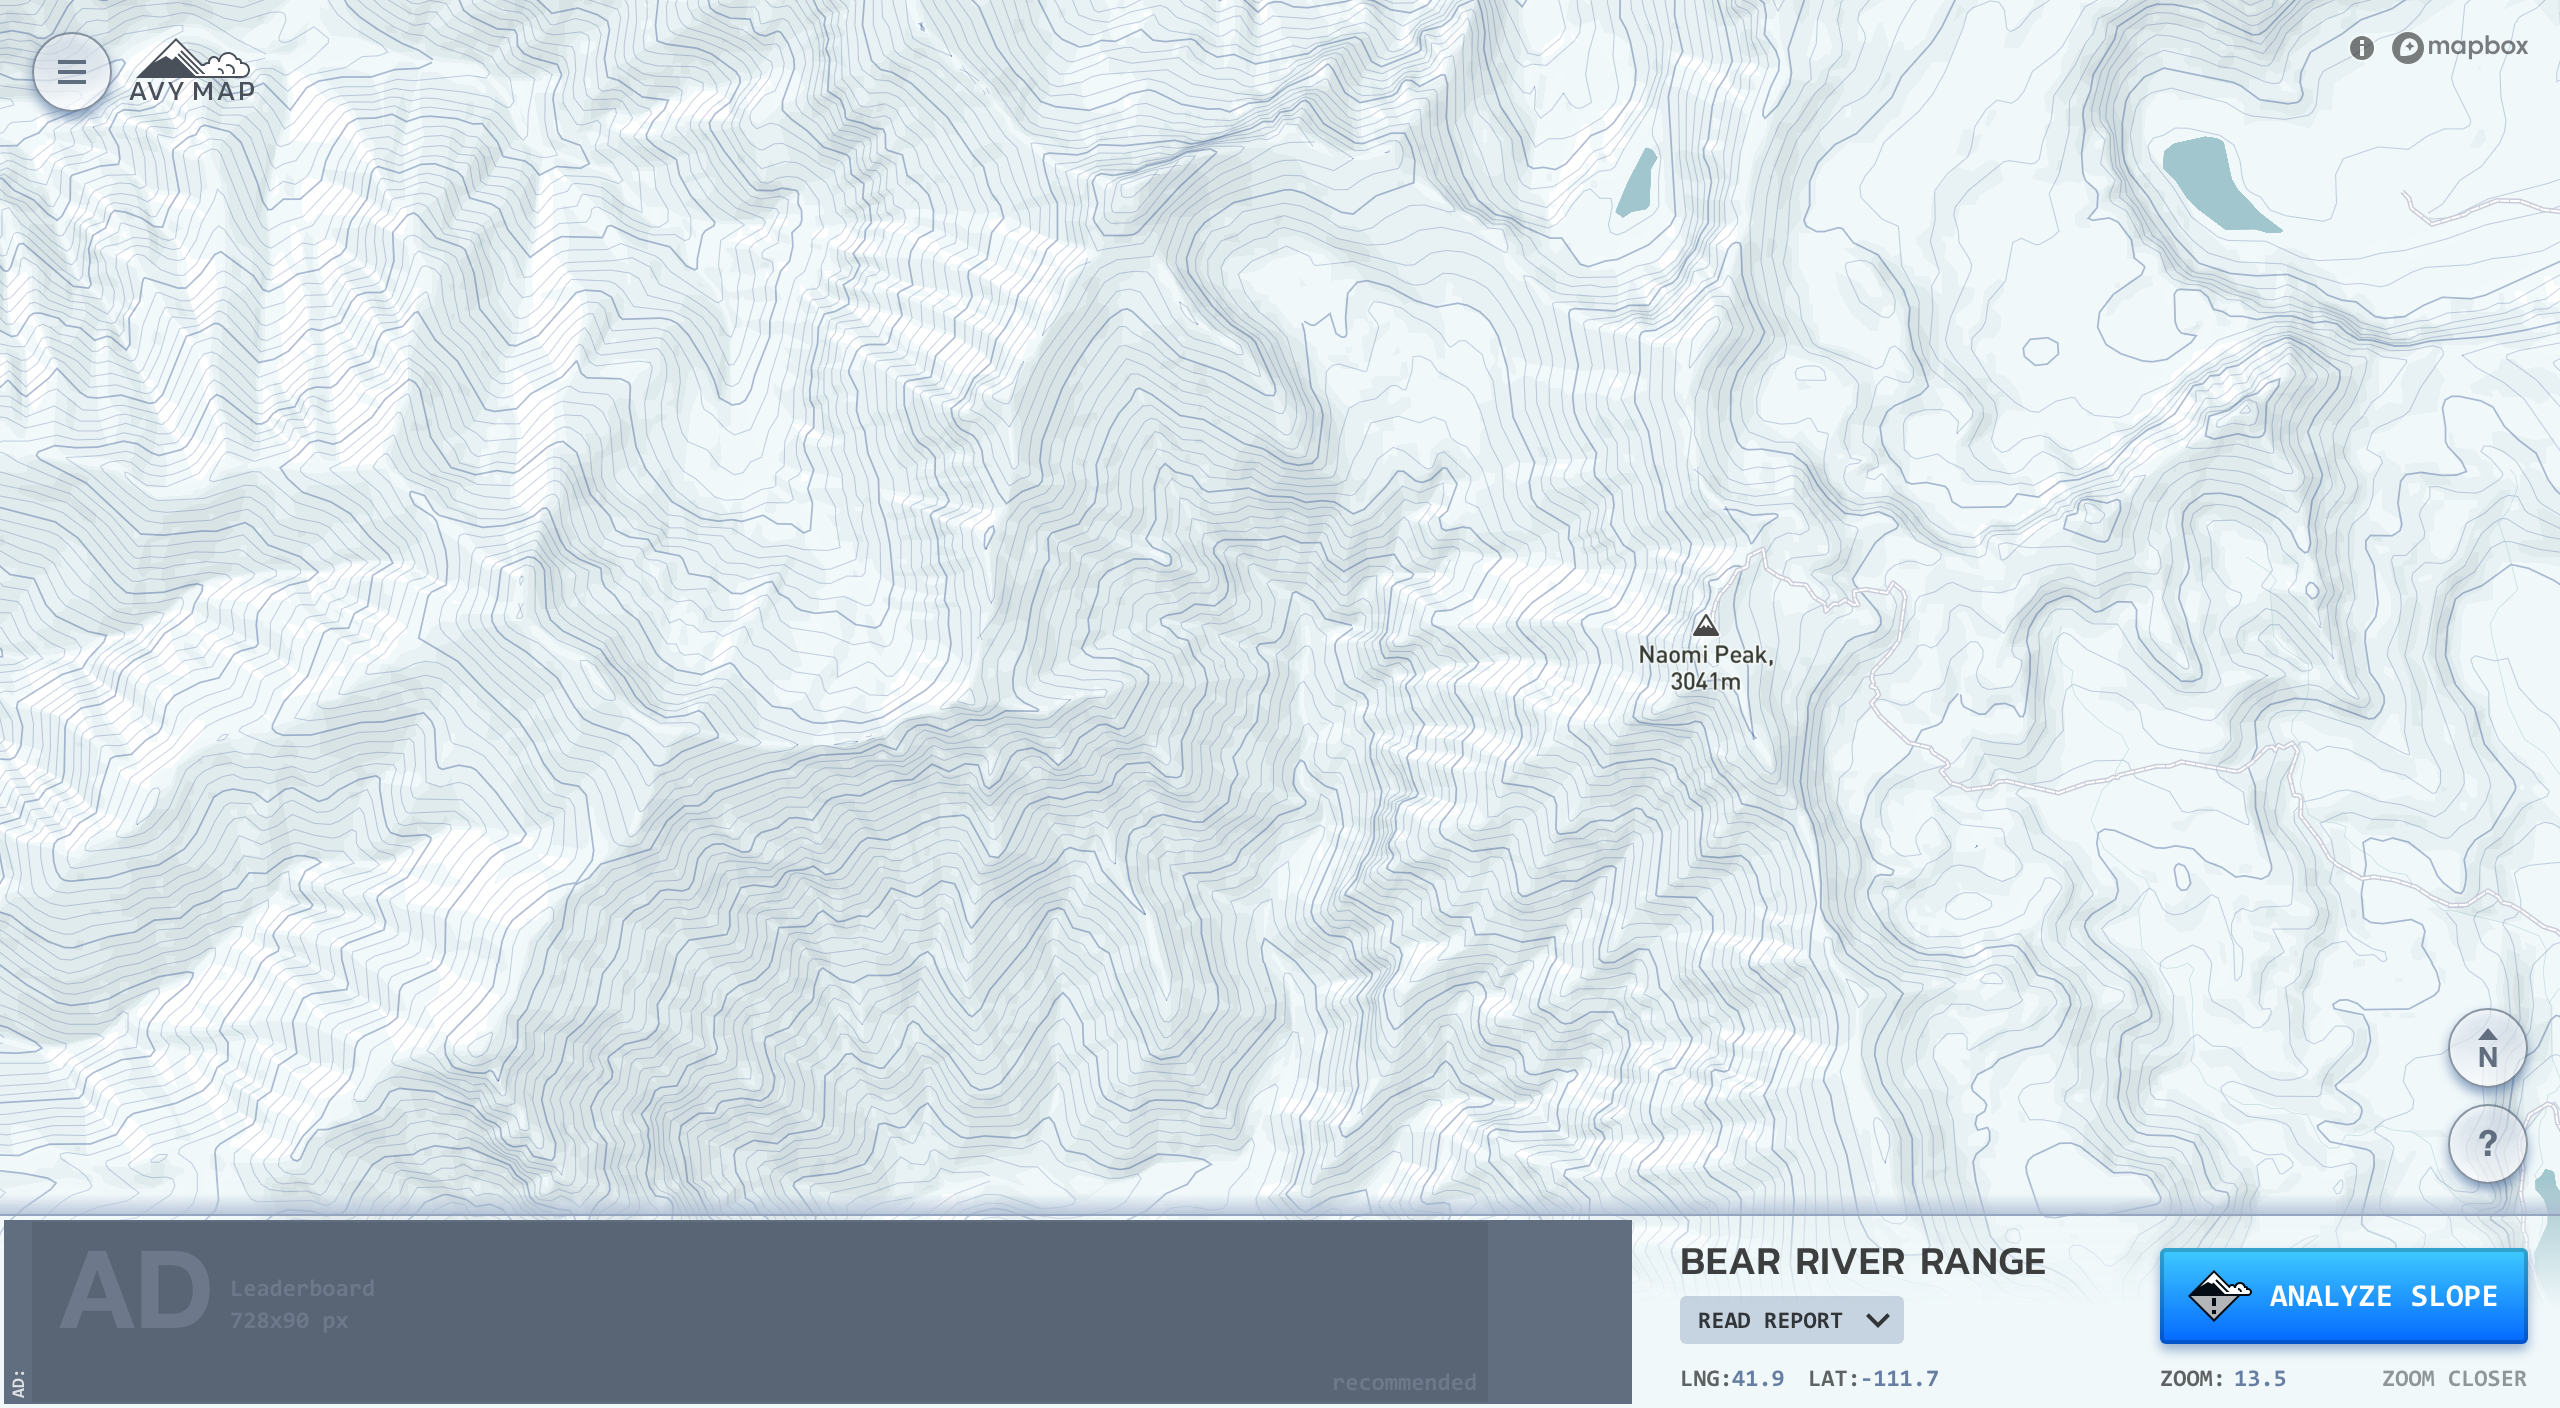 AVY MAP
i
mapbox
Naomi Peak,
3041m
N
?
AD:
AD
Leaderboard
728x90 px
recommended
BEAR RIVER RANGE
READ REPORT
LNG:41.9 LAT:-111.7
ANALYZE SLOPE
ZOOM: 13.5 ZOOM CLOSER